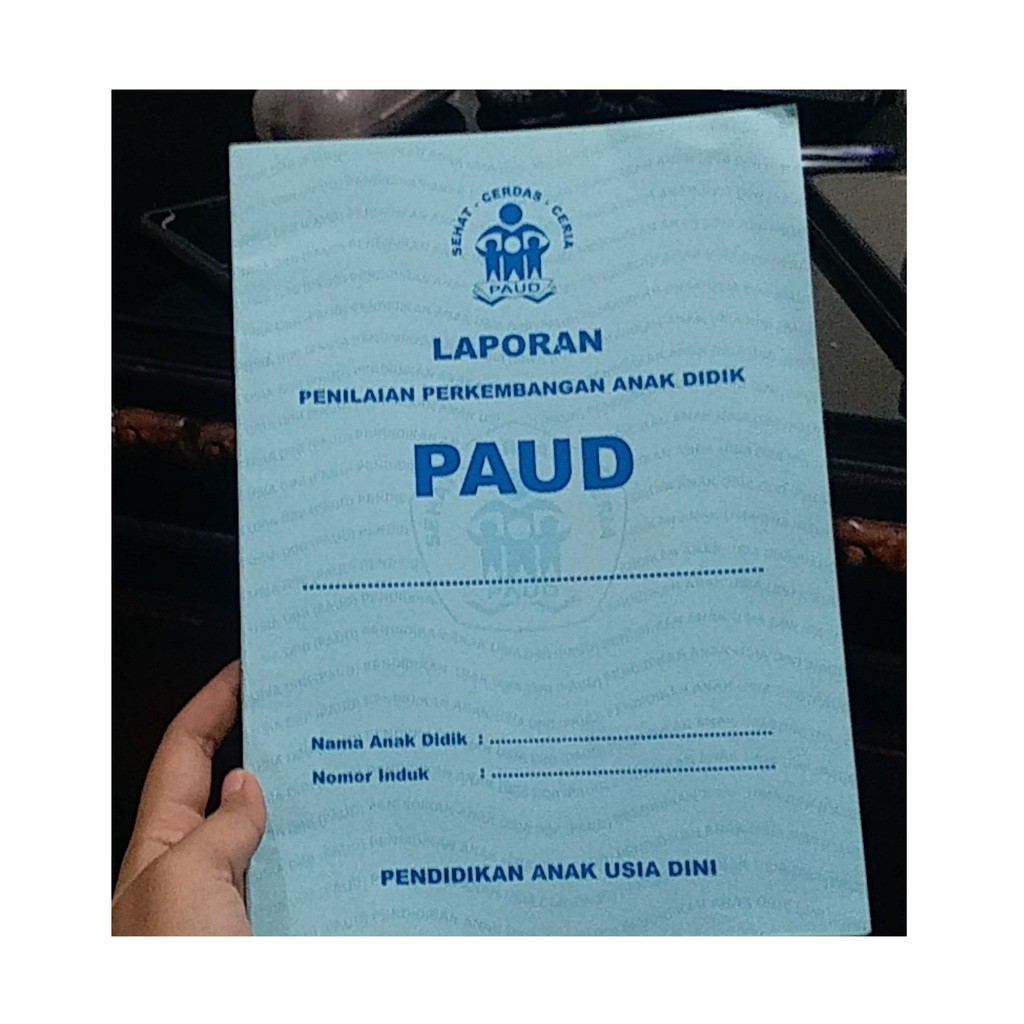 SEHAT - CERDAS - CERIA
PAUD
LAPORAN
PENILAIAN PERKEMBANGAN ANAK DIDIK
PAUD
................................................................
Nama Anak Didik : ................................................
Nomor Induk : ................................................
PENDIDIKAN ANAK USIA DINI